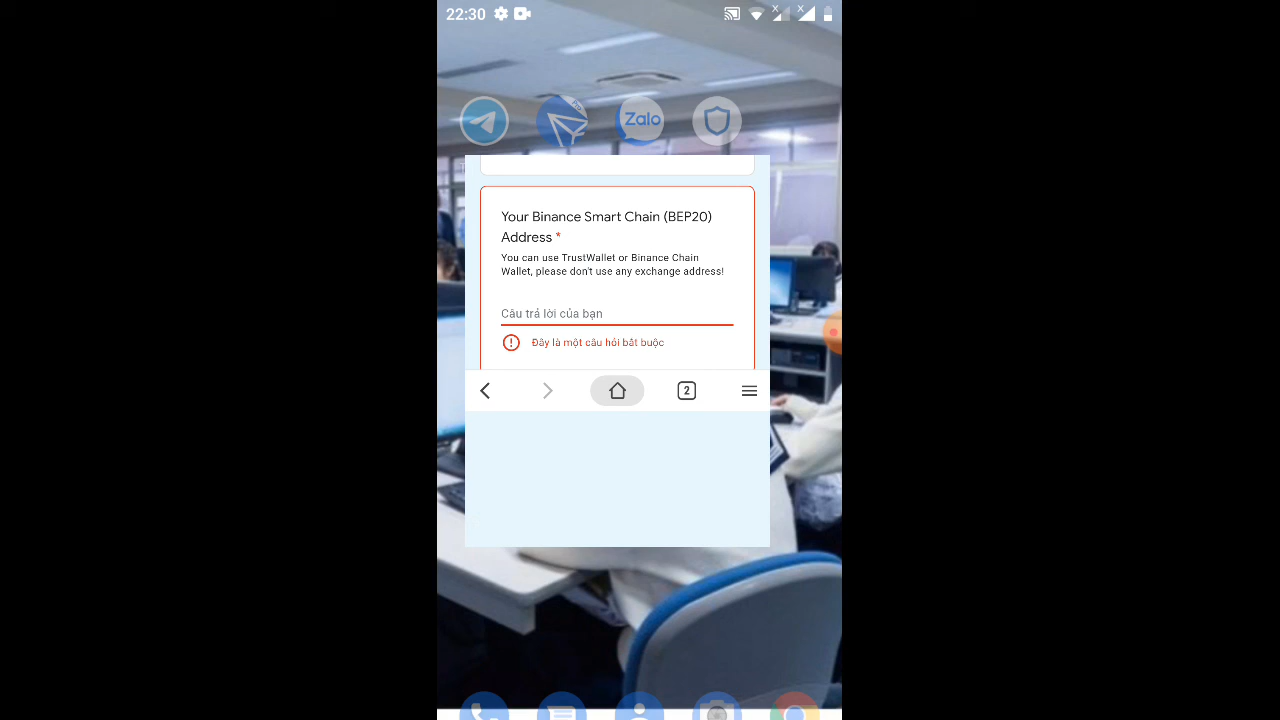 22:30
Pro
Zalo
Your Binance Smart Chain (BEP20)
Address *
You can use TrustWallet or Binance Chain
Wallet, please don't use any exchange address!
Câu trả lời của bạn
Đây là một câu hỏi bắt buộc
2